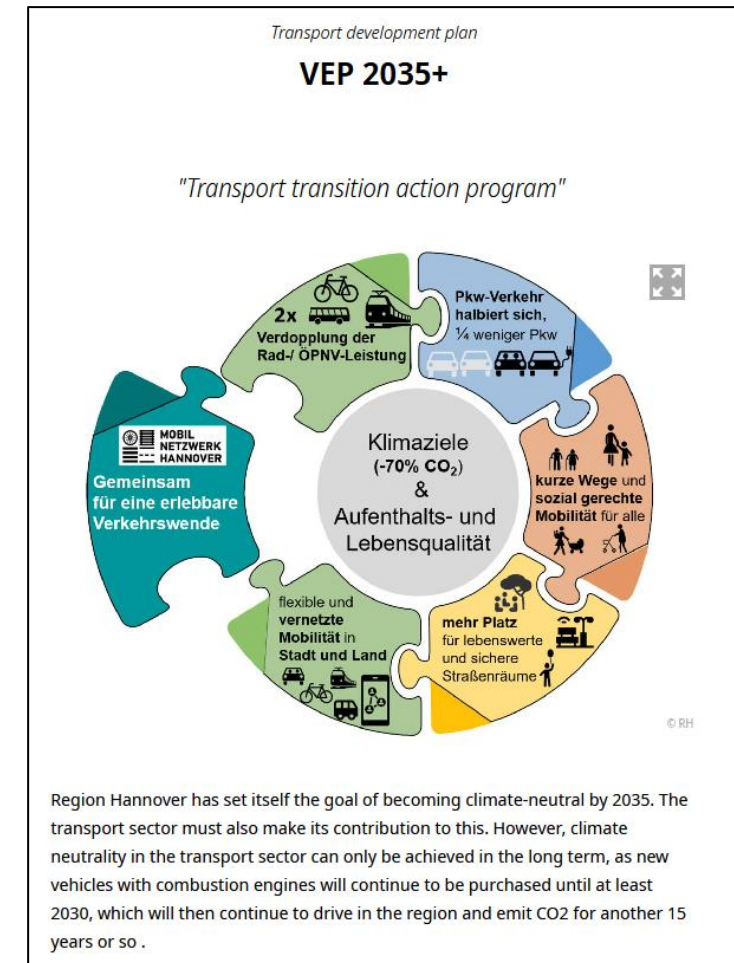 Transport development plan
VEP 2035+
"Transport transition action program"
2x
Verdopplung der
Rad-/ ÖPNV-Leistung
Pkw-Verkehr
halbiert sich,
¼ weniger Pkw
MOBIL
NETZWERK
HANNOVER
Gemeinsam
für eine erlebbare
Verkehrswende
Klimaziele
(-70% CO₂)
&
Aufenthalts- und
Lebensqualität
kurze Wege und
sozial gerechte
Mobilität für alle
flexible und
vernetzte
Mobilität in
Stadt und Land
mehr Platz
für lebenswerte
und sichere
Straßenräume
© RH
Region Hannover has set itself the goal of becoming climate-neutral by 2035. The
transport sector must also make its contribution to this. However, climate
neutrality in the transport sector can only be achieved in the long term, as new
vehicles with combustion engines will continue to be purchased until at least
2030, which will then continue to drive in the region and emit CO2 for another 15
years or so .